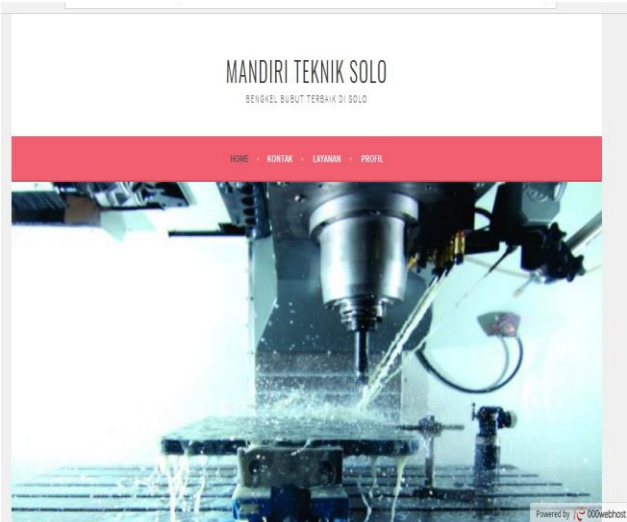 MANDIRI TEKNIK SOLO
BENGKEL BUBUT TERBAIK DI SOLO
HOME KONTAK LAYANAN PROFIL
Powered by 000webhost